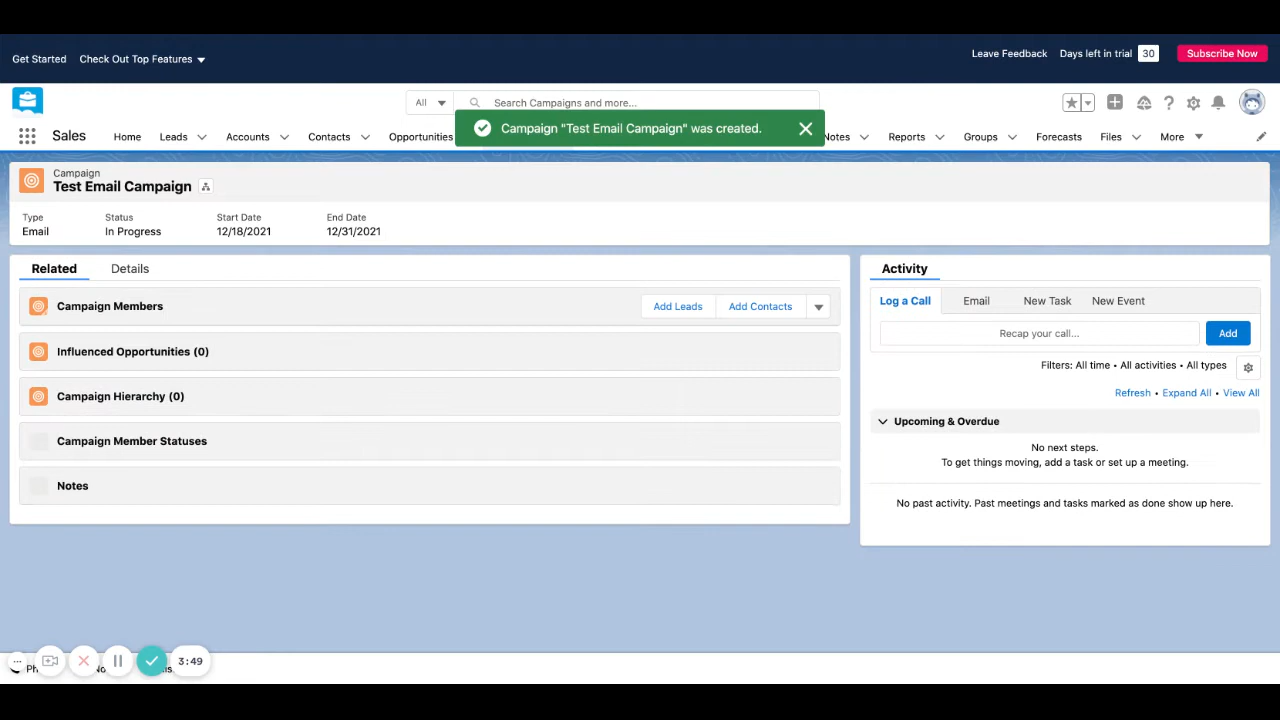 Get Started Check Out Top Features Leave Feedback Days left in trial 30 Subscribe Now
All Search Campaigns and more...
Campaign "Test Email Campaign" was created.
Sales Home Leads Accounts Contacts Opportunities Notes Reports Groups Forecasts Files More
Campaign
Test Email Campaign
Type Status Start Date End Date
Email In Progress 12/18/2021 12/31/2021
Related Details
Campaign Members Add Leads Add Contacts
Influenced Opportunities (0)
Campaign Hierarchy (0)
Campaign Member Statuses
Notes
Activity
Log a Call Email New Task New Event
Recap your call... Add
Filters: All time • All activities • All types
Refresh • Expand All • View All
Upcoming & Overdue
No next steps.
To get things moving, add a task or set up a meeting.
No past activity. Past meetings and tasks marked as done show up here.
3:49